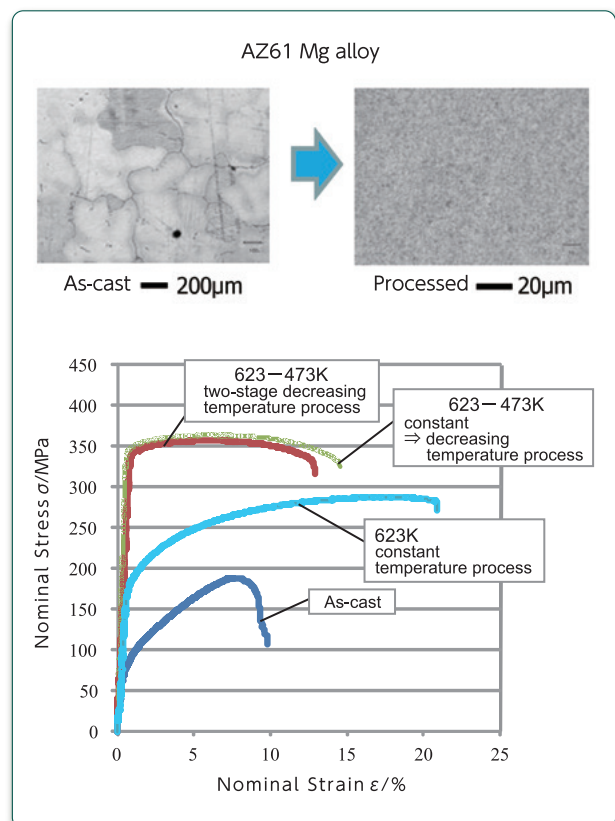 AZ61 Mg alloy
As-cast 200μm
Processed 20μm
623－473K
two-stage decreasing
temperature process
623－473K
constant
⇒ decreasing
temperature process
623K
constant
temperature process
As-cast
Nominal Stress σ/MPa
450
400
350
300
250
200
150
100
50
0
0 5 10 15 20 25
Nominal Strain ε/%